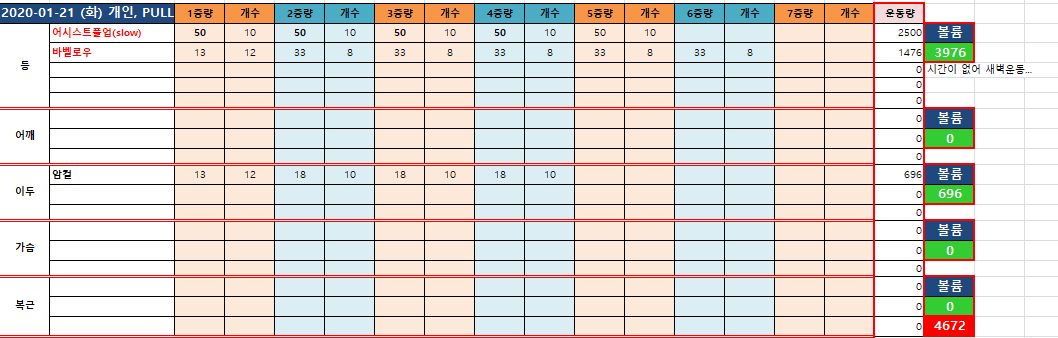 2020-01-21 (화) 개인, PULL 1중량 개수 2중량 개수 3중량 개수 4중량 개수 5중량 개수 6중량 개수 7중량 개수 운동량
등 어시스트풀업(slow) 50 10 50 10 50 10 50 10 50 10 2500 볼륨
바벨로우 13 12 33 8 33 8 33 8 33 8 33 8 1476 3976
0 시간이 없어 새벽운동...
0
0
어깨 0 볼륨
0 0
0
이두 암컬 13 12 18 10 18 10 18 10 696 볼륨
0 696
0
가슴 0 볼륨
0 0
0
복근 0 볼륨
0 0
0 4672